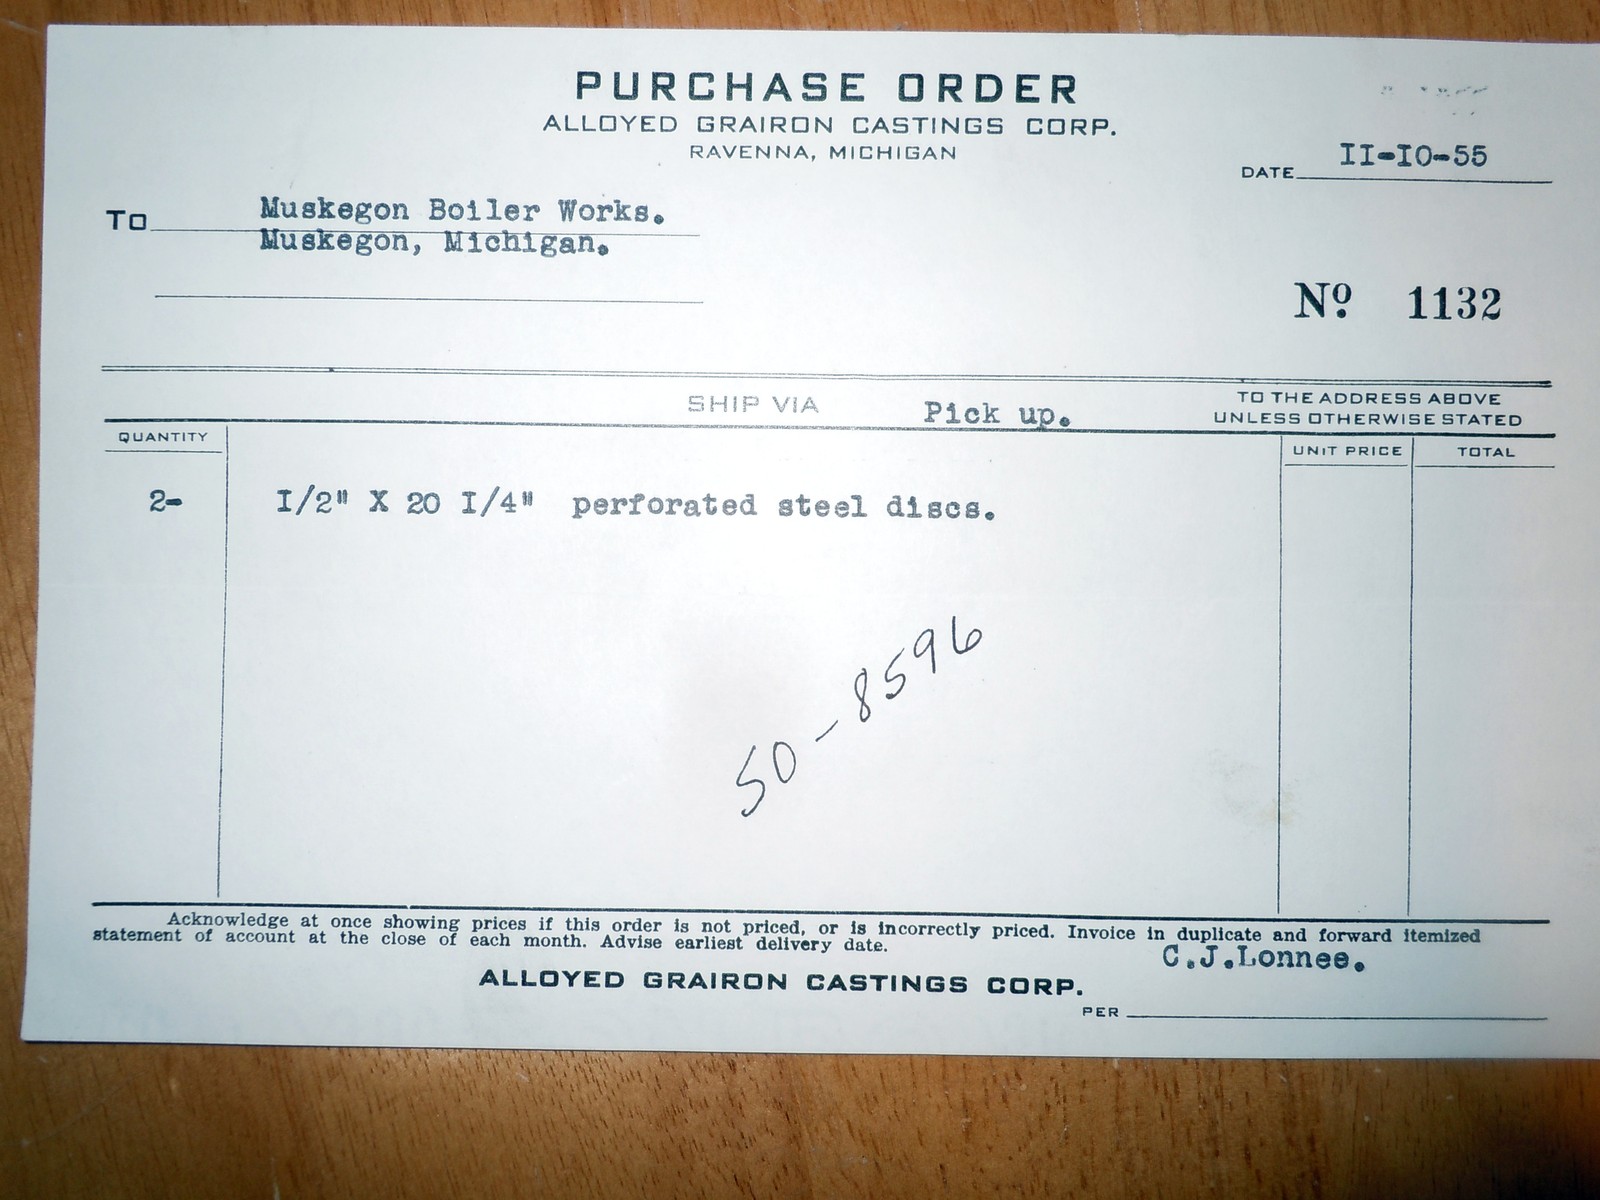 PURCHASE ORDER
ALLOYED GRAIRON CASTINGS CORP.
RAVENNA, MICHIGAN
DATE II-IO-55
To Muskegon Boiler Works.
Muskegon, Michigan.
Nº 1132
SHIP VIA Pick up. TO THE ADDRESS ABOVE
UNLESS OTHERWISE STATED
QUANTITY UNIT PRICE TOTAL
2- I/2" X 20 I/4" perforated steel discs.
50-8596
Acknowledge at once showing prices if this order is not priced, or is incorrectly priced. Invoice in duplicate and forward itemized
statement of account at the close of each month. Advise earliest delivery date.
C.J.Lonnee.
ALLOYED GRAIRON CASTINGS CORP.
PER